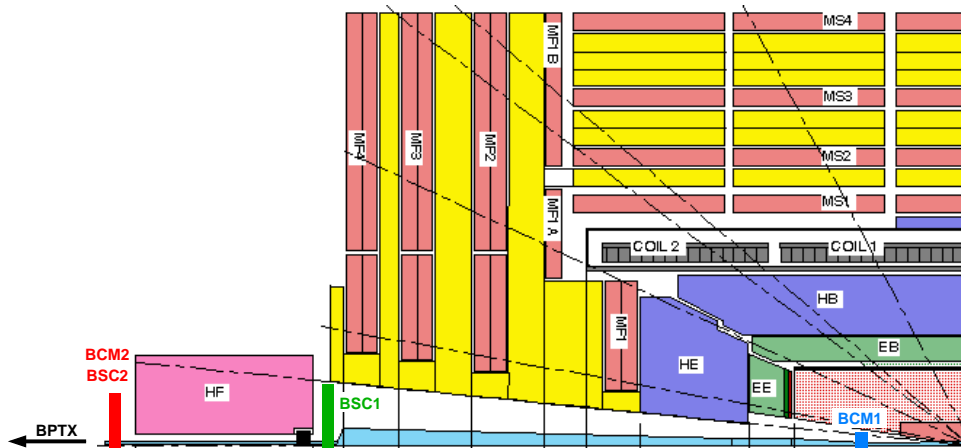 MS4
MF1 B
MS3
MF4
MF3
MF2
MS2
MS1
MF1 A
COIL 2
COIL 1
MF1
HB
EB
BCM2
BSC2
HF
HE
EE
BSC1
BCM1
BPTX